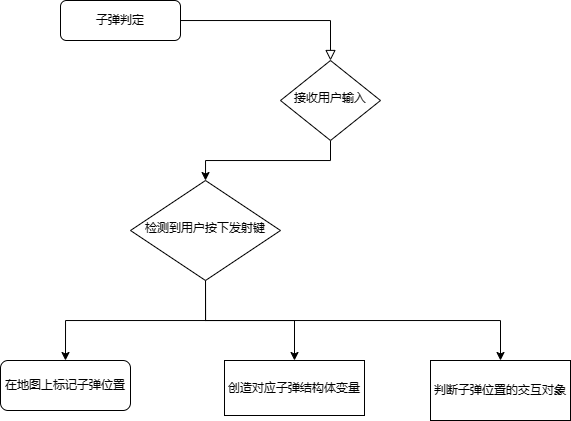 子弹判定
接收用户输入
检测到用户按下发射键
在地图上标记子弹位置
创造对应子弹结构体变量
判断子弹位置的交互对象